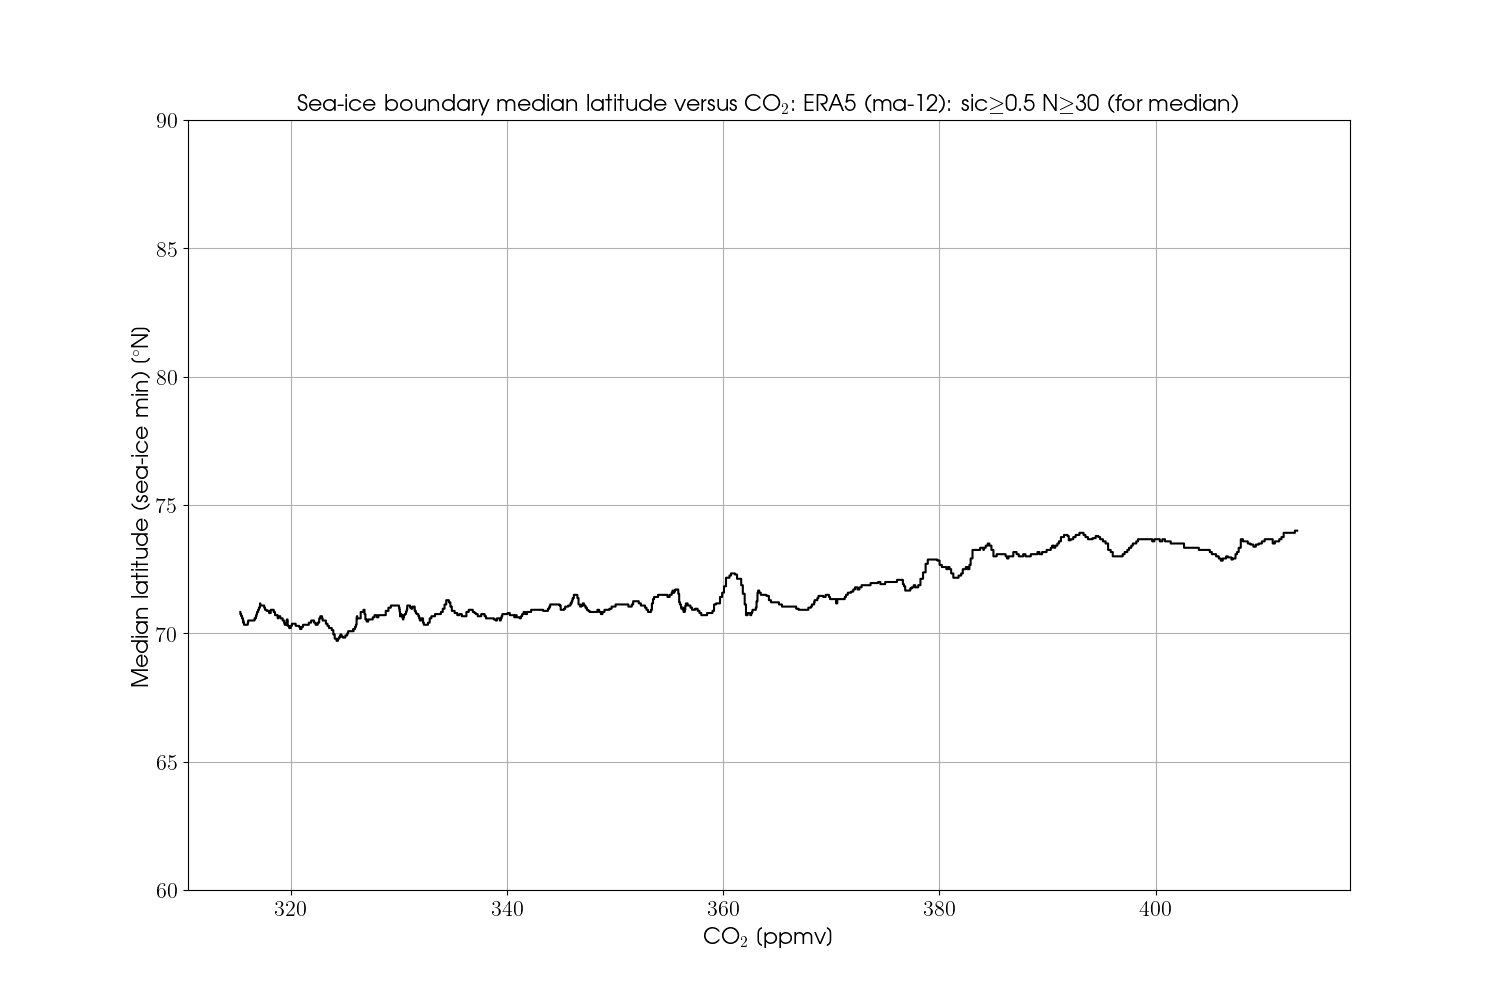 Sea-ice boundary median latitude versus CO₂: ERA5 (ma-12): sic≥0.5 N≥30 (for median)
90
85
80
75
70
65
60
Median latitude (sea-ice min) (°N)
320 340 360 380 400
CO₂ (ppmv)